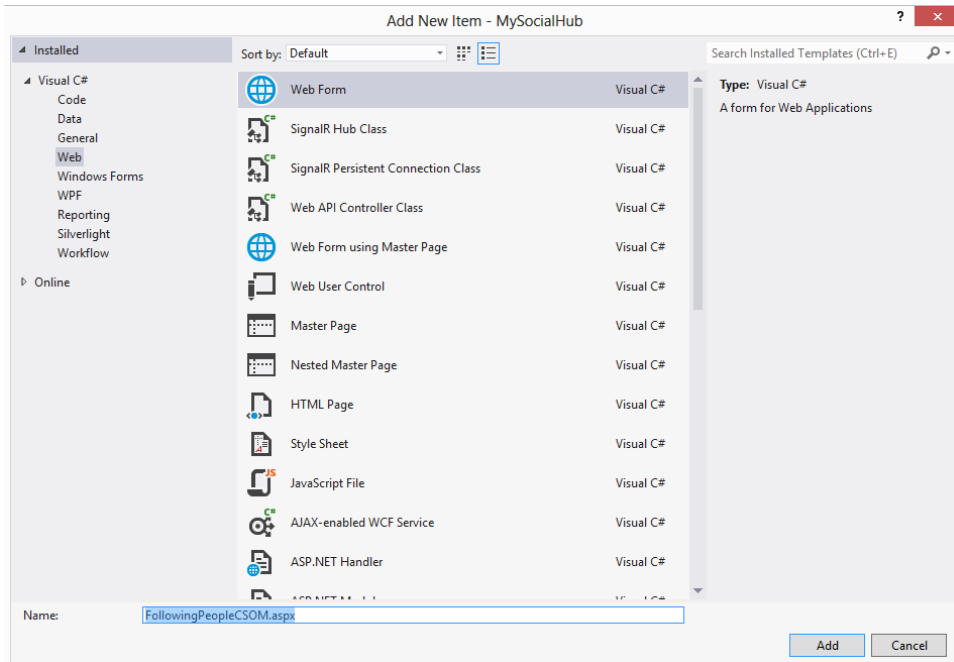 Add New Item - MySocialHub
?
Installed
Sort by: Default
Search Installed Templates (Ctrl+E)
Visual C#
Code
Data
General
Web
Windows Forms
WPF
Reporting
Silverlight
Workflow
Online
Web Form Visual C#
C# SignalR Hub Class Visual C#
C# SignalR Persistent Connection Class Visual C#
C# Web API Controller Class Visual C#
Web Form using Master Page Visual C#
Web User Control Visual C#
Master Page Visual C#
Nested Master Page Visual C#
HTML Page Visual C#
Style Sheet Visual C#
JS JavaScript File Visual C#
C# AJAX-enabled WCF Service Visual C#
ASP.NET Handler Visual C#
Type: Visual C#
A form for Web Applications
Name: FollowingPeopleCSOM.aspx
Add Cancel